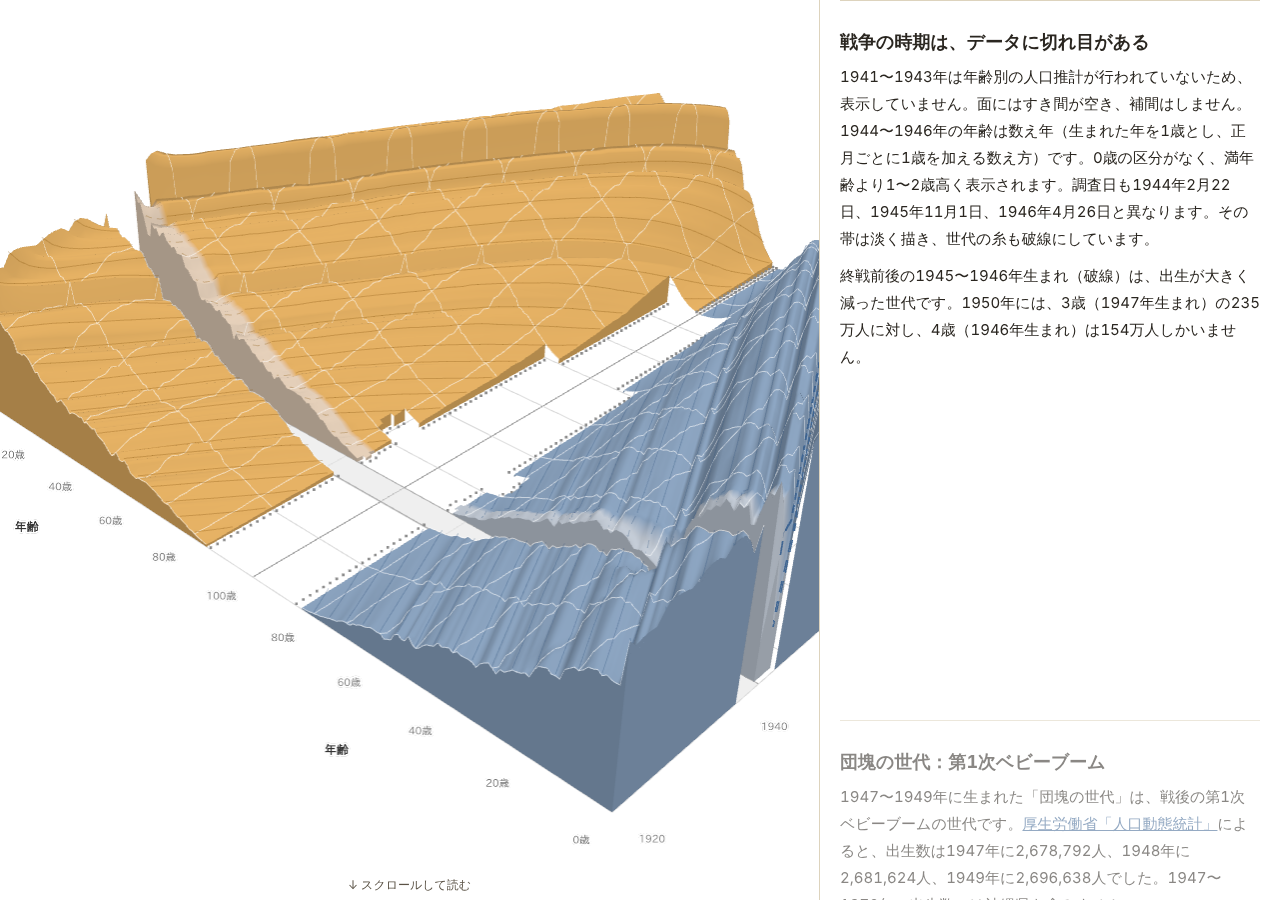 戦争の時期は、データに切れ目がある
1941〜1943年は年齢別の人口推計が行われていないため、
表示していません。面にはすき間が空き、補間はしません。
1944〜1946年の年齢は数え年（生まれた年を1歳とし、正
月ごとに1歳を加える数え方）です。0歳の区分がなく、満年
齢より1〜2歳高く表示されます。調査日も1944年2月22
日、1945年11月1日、1946年4月26日と異なります。その
帯は淡く描き、世代の糸も破線にしています。
終戦前後の1945〜1946年生まれ（破線）は、出生が大きく
減った世代です。1950年には、3歳（1947年生まれ）の235
万人に対し、4歳（1946年生まれ）は154万人しかいませ
ん。
20歳
40歳
年齢
60歳
80歳
100歳
80歳
60歳
40歳
年齢
20歳
0歳
1920
1940
↓ スクロールして読む
団塊の世代：第1次ベビーブーム
1947〜1949年に生まれた「団塊の世代」は、戦後の第1次
ベビーブームの世代です。厚生労働省「人口動態統計」によ
ると、出生数は1947年に2,678,792人、1948年に
2,681,624人、1949年に2,696,638人でした。1947〜